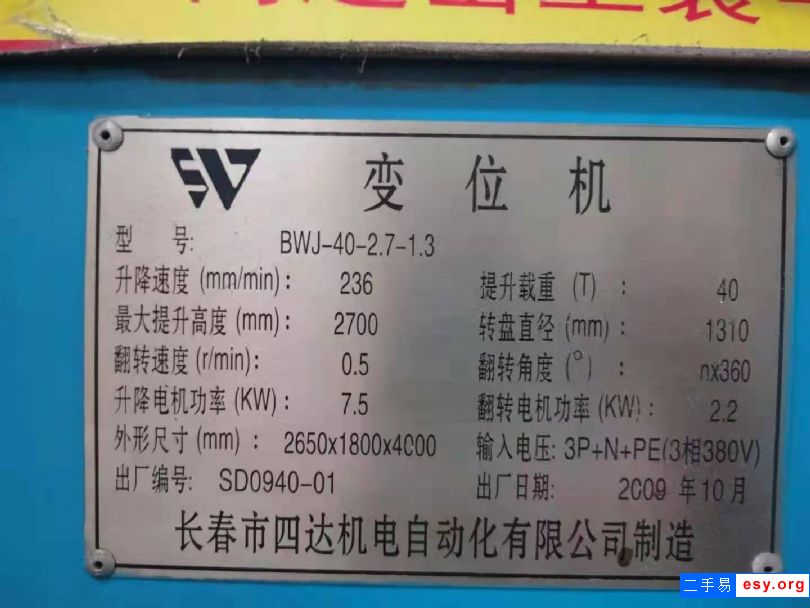 变位机
型 号: BWJ-40-2.7-1.3
升降速度 (mm/min): 236 提升载重 (T) : 40
最大提升高度 (mm): 2700 转盘直径 (mm) : 1310
翻转速度 (r/min): 0.5 翻转角度 (°) : nx360
升降电机功率 (KW) : 7.5 翻转电机功率 (KW) : 2.2
外形尺寸 (mm) : 2650x1800x4000 输入电压: 3P+N+PE(3相380V)
出厂编号: SD0940-01 出厂日期: 2009 年10月
长春市四达机电自动化有限公司制造
二手易 esy.org